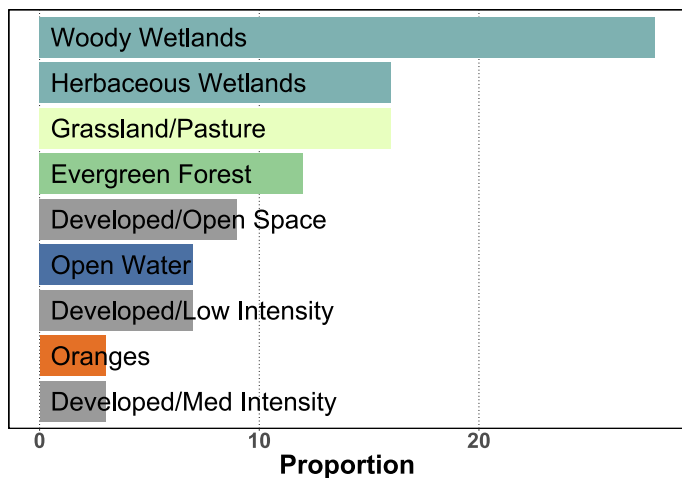 Woody Wetlands
Herbaceous Wetlands
Grassland/Pasture
Evergreen Forest
Developed/Open Space
Open Water
Developed/Low Intensity
Oranges
Developed/Med Intensity
0 10 20
Proportion